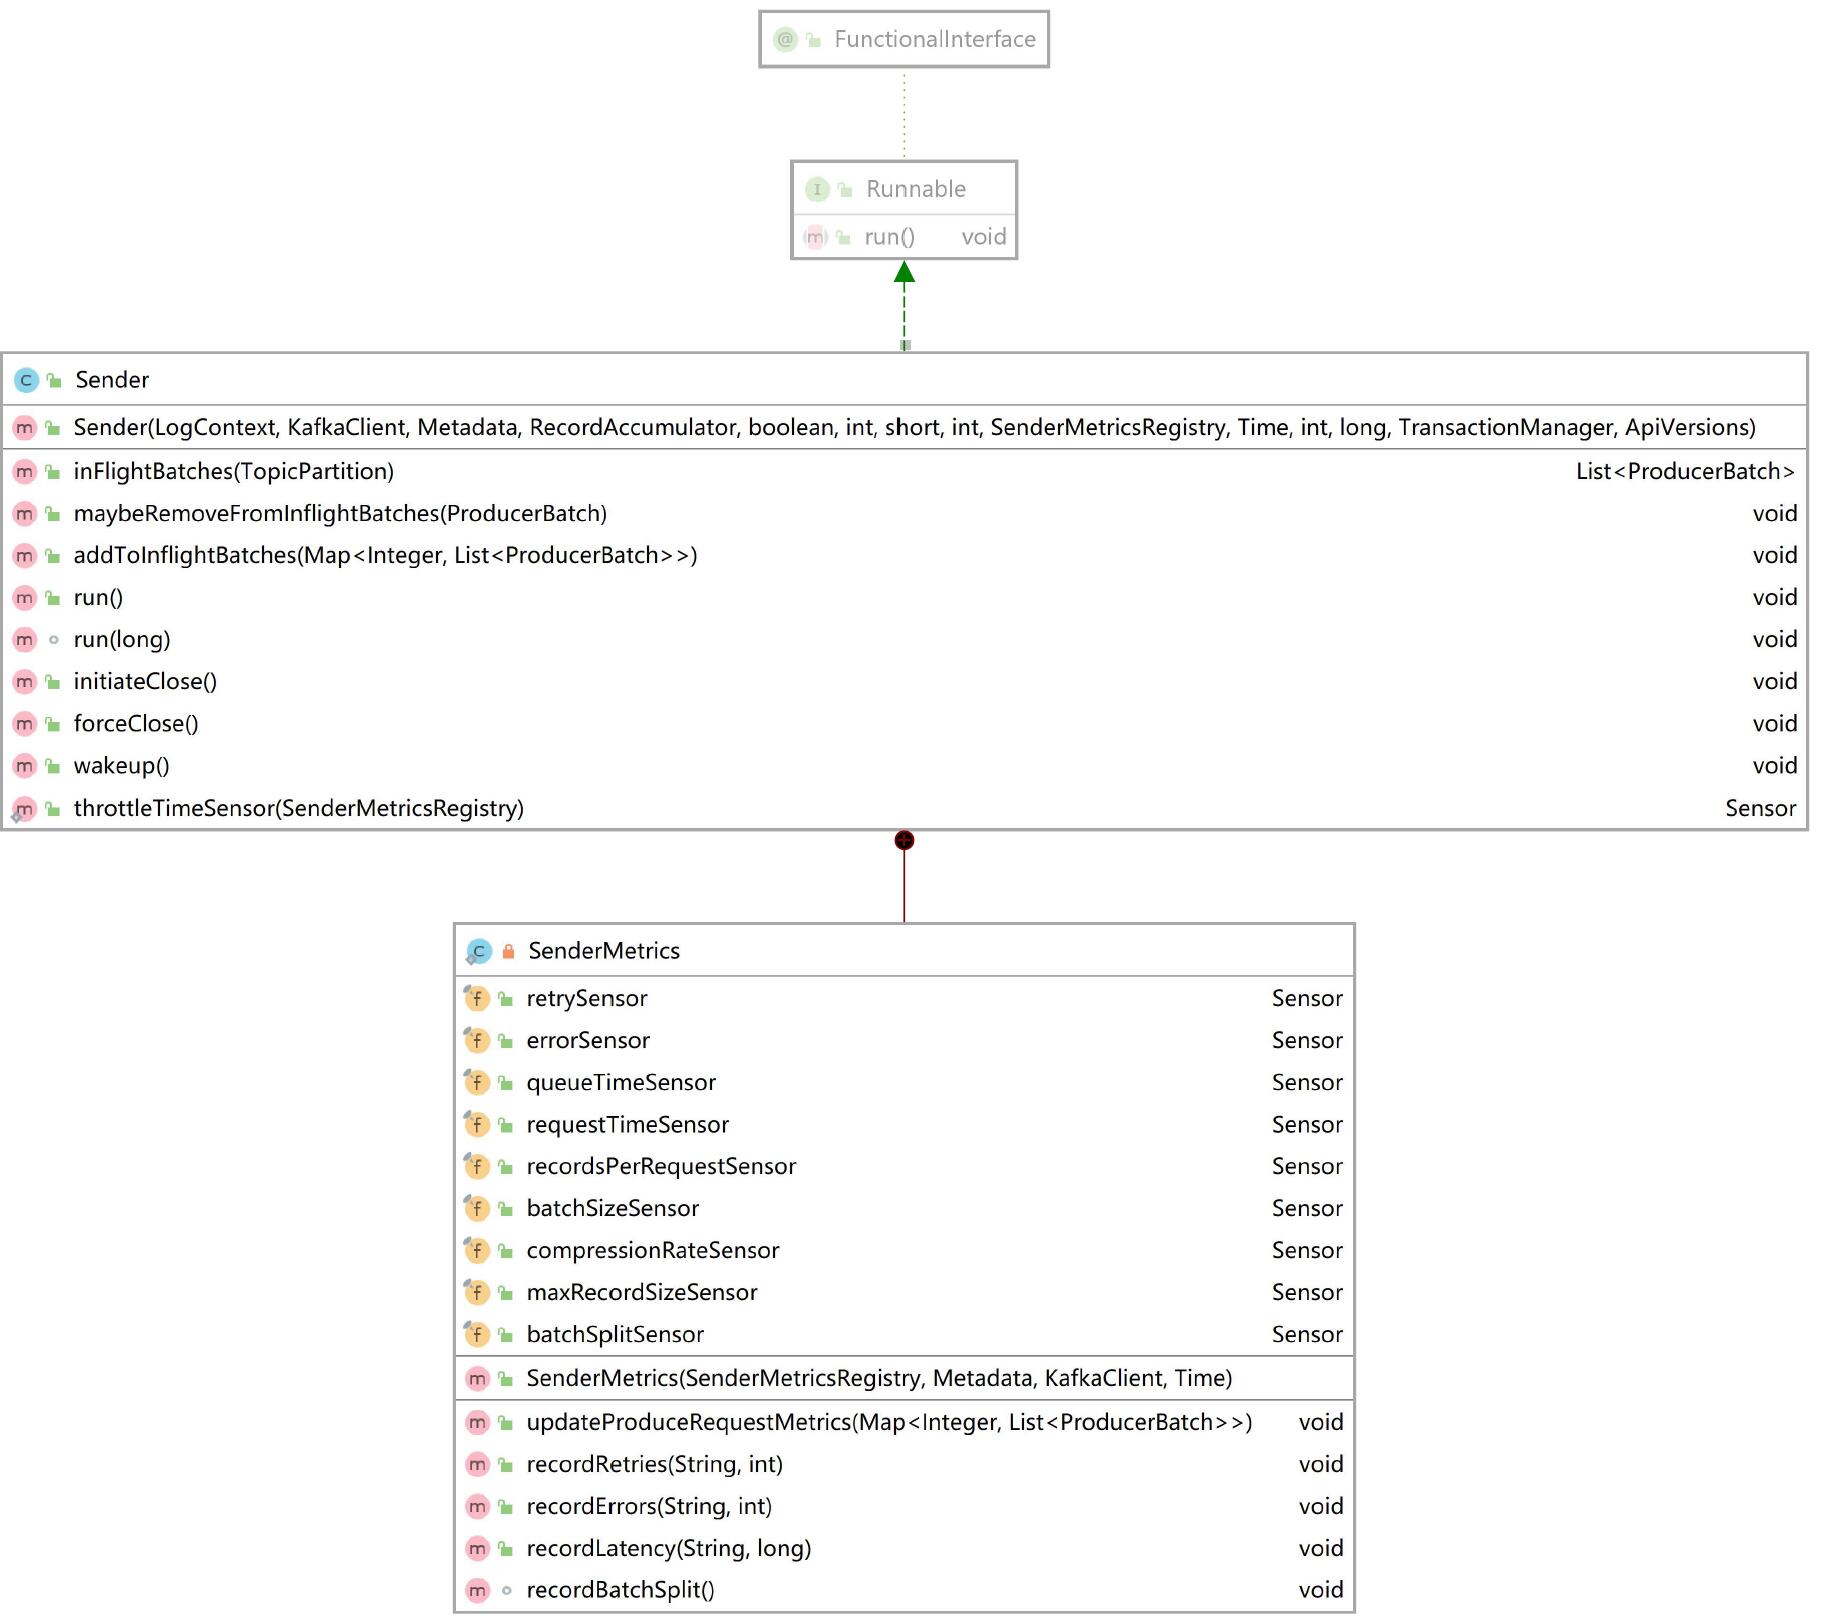 @ FunctionalInterface
I Runnable
m run() void
C Sender
m Sender(LogContext, KafkaClient, Metadata, RecordAccumulator, boolean, int, short, int, SenderMetricsRegistry, Time, int, long, TransactionManager, ApiVersions)
m inFlightBatches(TopicPartition) List<ProducerBatch>
m maybeRemoveFromInflightBatches(ProducerBatch) void
m addToInflightBatches(Map<Integer, List<ProducerBatch>>) void
m run() void
m run(long) void
m initiateClose() void
m forceClose() void
m wakeup() void
m throttleTimeSensor(SenderMetricsRegistry) Sensor
C SenderMetrics
f retrySensor Sensor
f errorSensor Sensor
f queueTimeSensor Sensor
f requestTimeSensor Sensor
f recordsPerRequestSensor Sensor
f batchSizeSensor Sensor
f compressionRateSensor Sensor
f maxRecordSizeSensor Sensor
f batchSplitSensor Sensor
m SenderMetrics(SenderMetricsRegistry, Metadata, KafkaClient, Time)
m updateProduceRequestMetrics(Map<Integer, List<ProducerBatch>>) void
m recordRetries(String, int) void
m recordErrors(String, int) void
m recordLatency(String, long) void
m recordBatchSplit() void